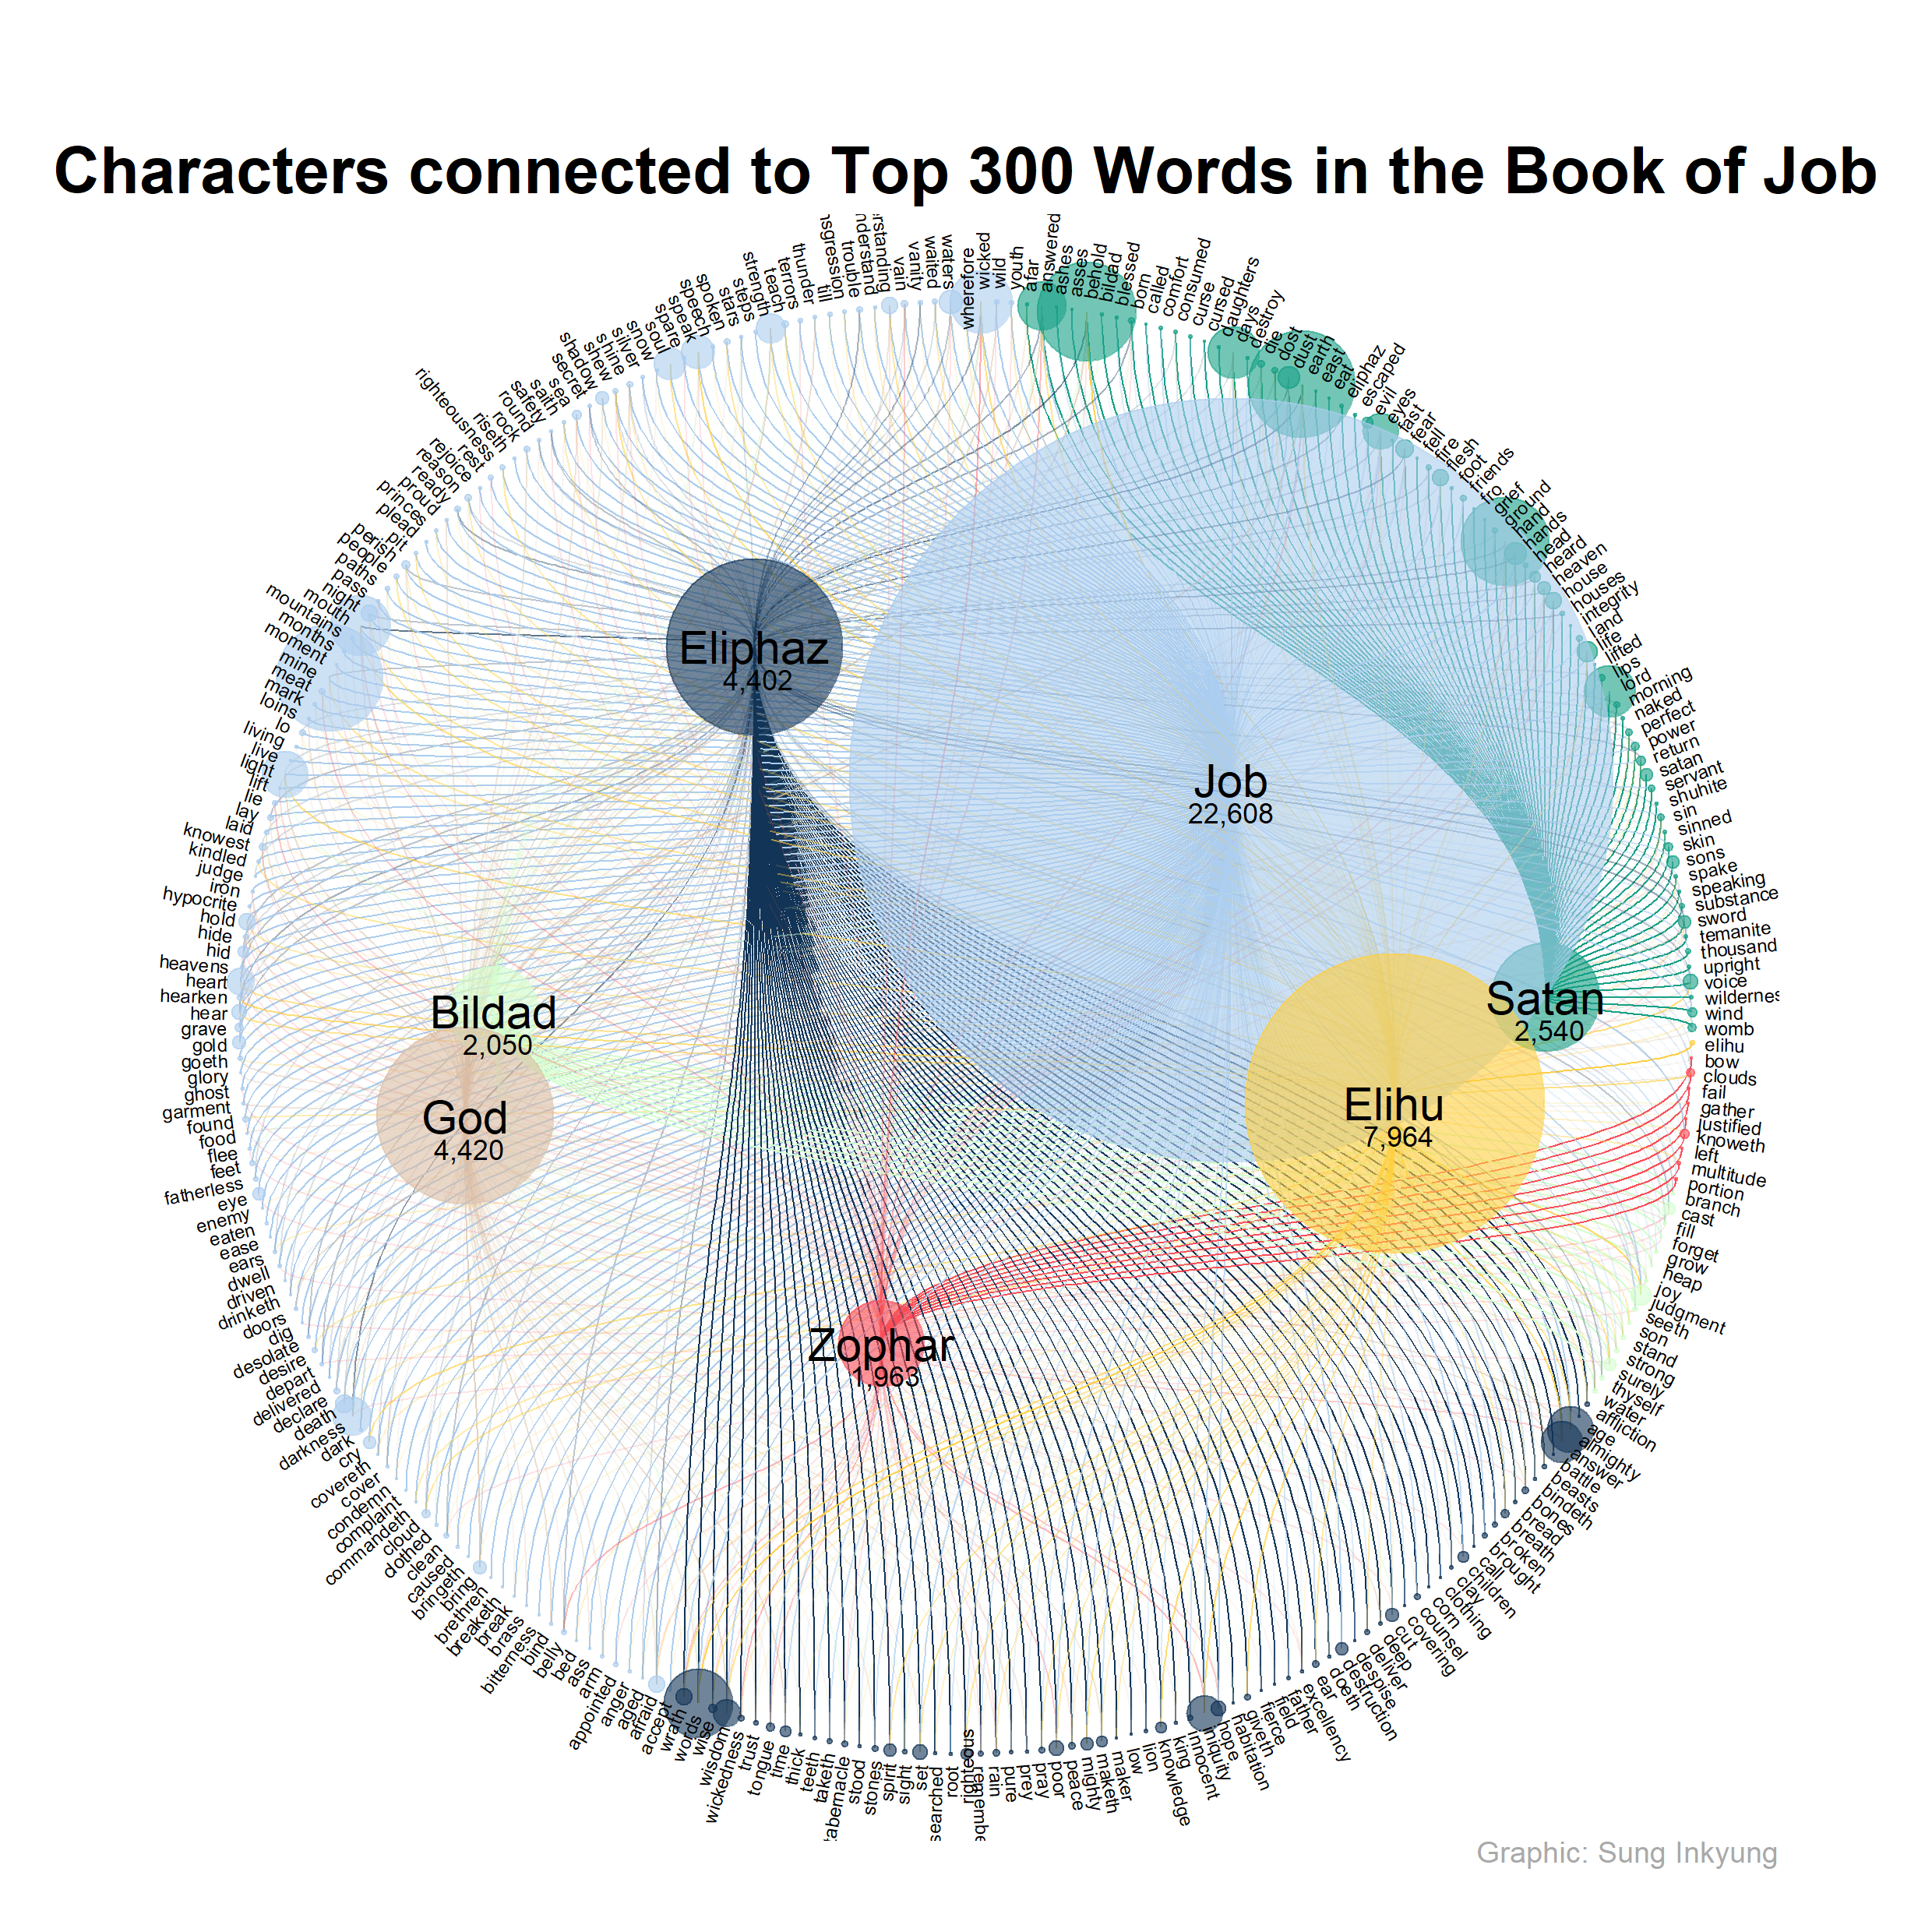 Characters connected to Top 300 Words in the Book of Job
nsgression
trouble
nderstand
rstanding
vain
vanity
waited
waters
wherefore
wicked
wild
youth
afar
answered
ashes
asses
behold
bildad
blessed
born
called
comfort
consumed
curse
cursed
daughters
days
destroy
die
dost
dust
earth
east
eat
eliphaz
escaped
evil
eyes
fast
fear
fell
fire
flesh
foot
friends
fro
grief
ground
hand
hands
head
heard
heaven
house
houses
integrity
land
life
lifted
lips
lord
morning
naked
perfect
power
return
satan
servant
shuhite
sin
sinned
skin
sons
spake
speaking
substance
sword
temanite
thousand
upright
voice
wildernes
wind
womb
elihu
bow
clouds
fail
gather
justified
knoweth
left
multitude
portion
branch
cast
fill
forget
grow
heap
joy
judgment
seeth
son
stand
strong
surely
thyself
water
affliction
age
almighty
answer
battle
beasts
bindeth
bones
bread
breath
broken
brought
call
children
clay
clothing
corn
counsel
covering
cut
deep
deliver
despise
destruction
doeth
ear
excellency
father
field
fierce
giveth
habitation
hope
iniquity
innocent
king
knowledge
lion
low
maker
maketh
mighty
peace
poor
pray
prey
pure
rain
remembe
righteous
root
searched
set
sight
spirit
stones
stood
tabernacle
taketh
teeth
thick
time
tongue
trust
wickedness
wisdom
wise
words
wrath
accept
afraid
aged
anger
appointed
arm
ass
bed
belly
bind
bitterness
brass
break
breaketh
brethren
bring
bringeth
caused
clean
clothed
cloud
commandeth
complaint
condemn
cover
covereth
cry
dark
darkness
death
declare
delivered
depart
desire
desolate
dig
doors
drinketh
driven
dwell
ears
ease
eaten
enemy
eye
fatherless
feet
flee
food
found
garment
ghost
glory
goeth
gold
grave
hear
hearken
heart
heavens
hid
hide
hold
hypocrite
iron
judge
kindled
knowest
laid
lay
lie
lift
light
live
living
lo
loins
mark
meat
mine
moment
months
mountains
mouth
night
pass
paths
people
perish
pit
plead
princes
proud
ready
reason
rejoice
rest
righteousness
riseth
rock
round
safety
saith
sea
secret
shadow
shew
shine
silver
snow
soul
spare
speak
speech
spoken
stars
steps
strength
teach
terrors
thunder
till
Eliphaz
4,402
Job
22,608
Satan
2,540
Bildad
2,050
God
4,420
Elihu
7,964
Zophar
1,963
Graphic: Sung Inkyung